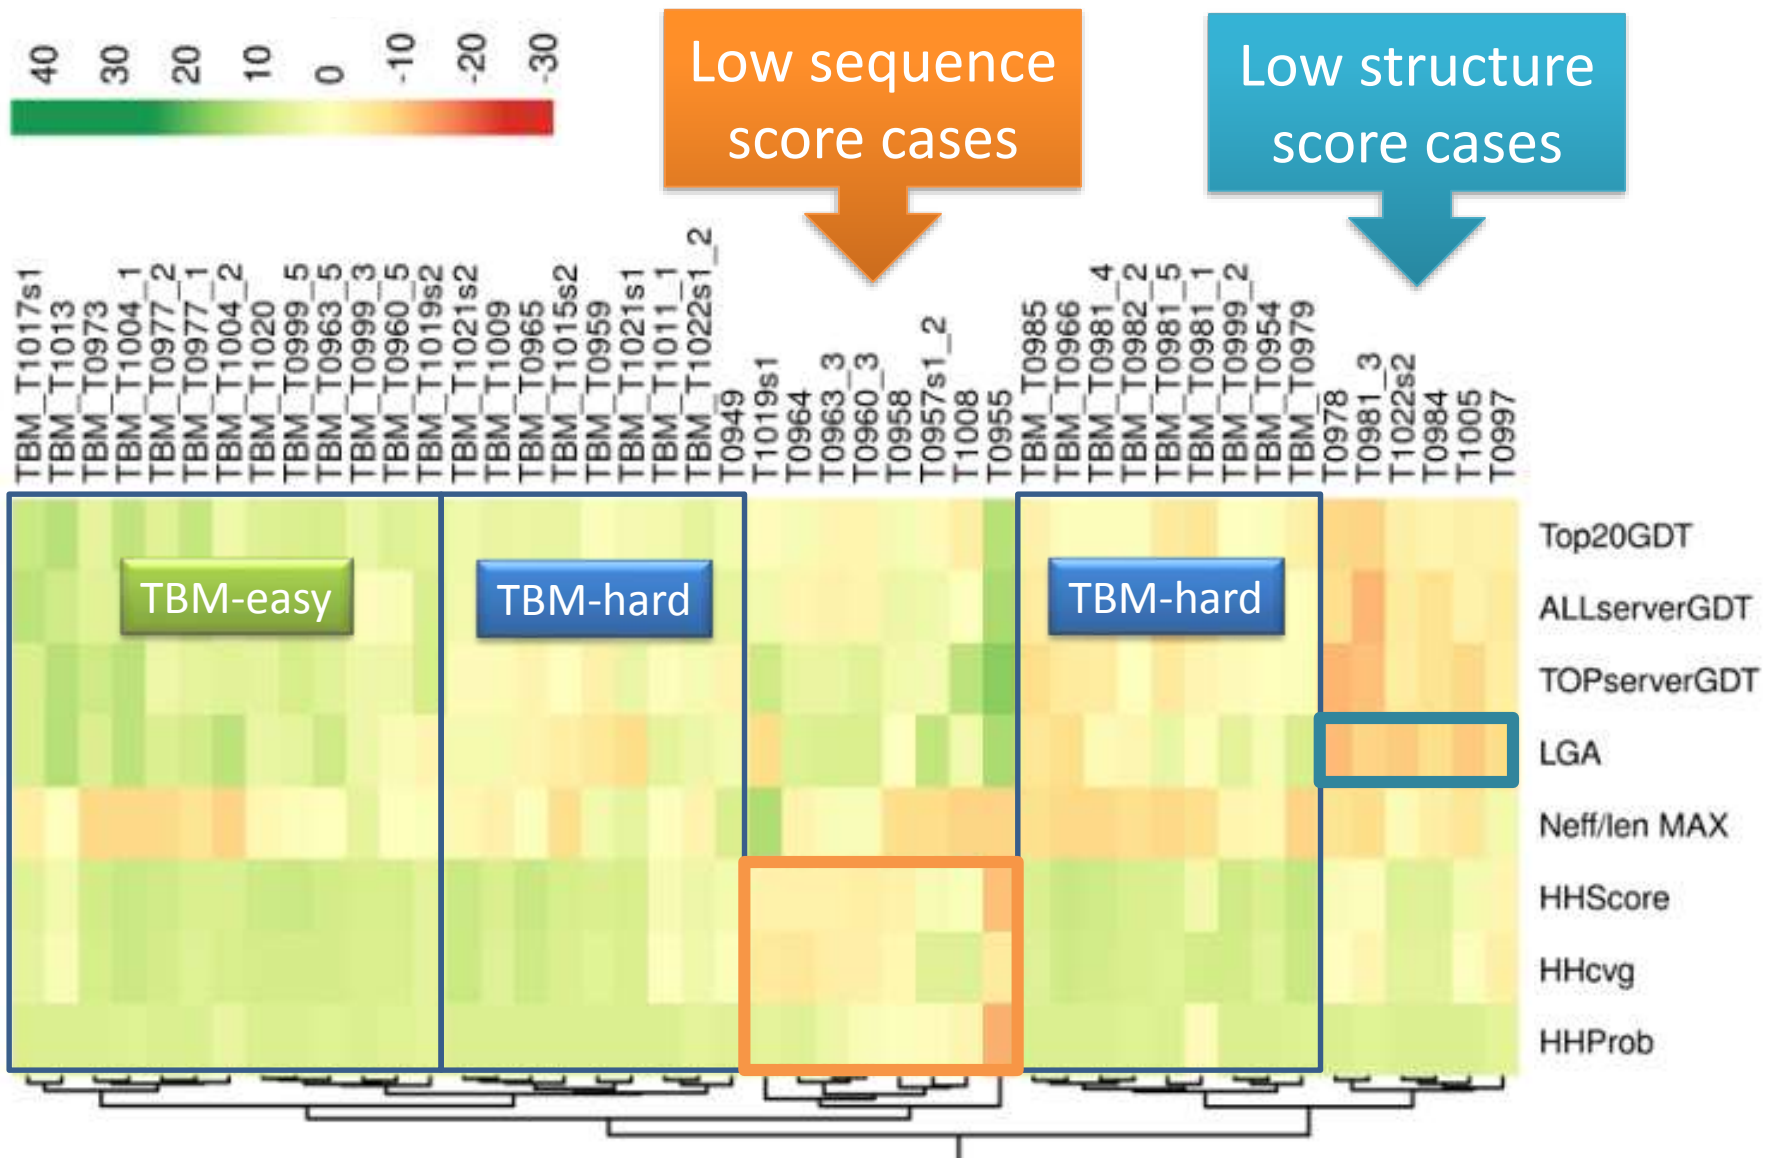 40 30 20 10 0 -10 -20 -30
Low sequence
score cases
Low structure
score cases
TBM_T1017s1
TBM_T1013
TBM_T0973
TBM_T1004_1
TBM_T0977_2
TBM_T0977_1
TBM_T1004_2
TBM_T1020
TBM_T0999_5
TBM_T0963_5
TBM_T0999_3
TBM_T0960_5
TBM_T1019s2
TBM_T1021s2
TBM_T1009
TBM_T0965
TBM_T1015s2
TBM_T0959
TBM_T1021s1
TBM_T1011_1
TBM_T1022s1_2
T0949
T1019s1
T0964
T0963_3
T0960_3
T0958
T0957s1_2
T1008
T0955
TBM_T0985
TBM_T0966
TBM_T0981_4
TBM_T0982_2
TBM_T0981_5
TBM_T0981_1
TBM_T0999_2
TBM_T0954
TBM_T0979
T0978
T0981_3
T1022s2
T0984
T1005
T0997
TBM-easy
TBM-hard
TBM-hard
Top20GDT
ALLserverGDT
TOPserverGDT
LGA
Neff/len MAX
HHScore
HHcvg
HHProb